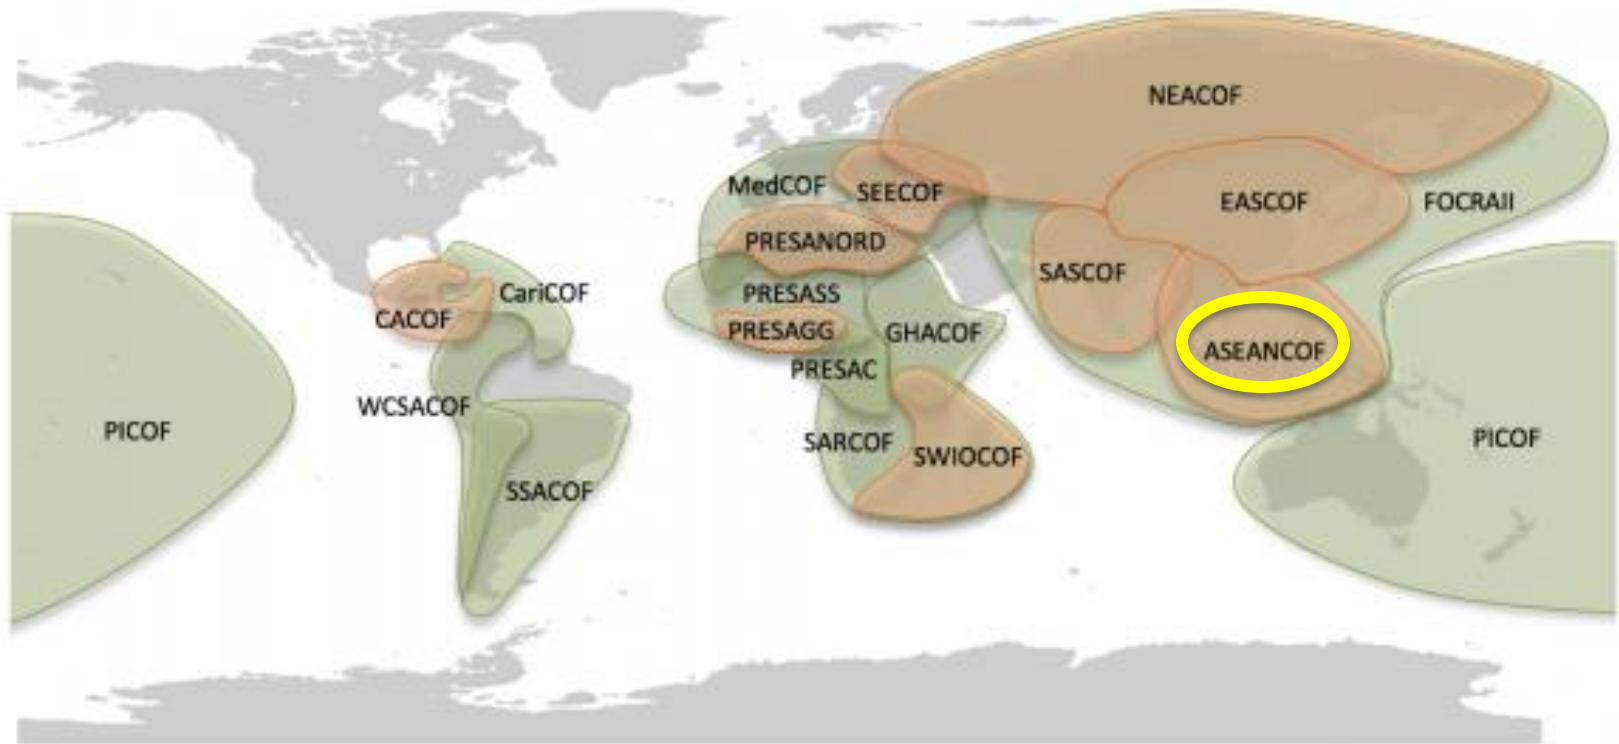 NEACOF
MedCOF
SEECOF
EASCOF
FOCRAII
PRESANORD
SASCOF
CariCOF
PRESASS
CACOF
PRESAGG
GHACOF
ASEANCOF
PRESAC
WCSACOF
PICOF
SARCOF
SWIOCOF
PICOF
SSACOF